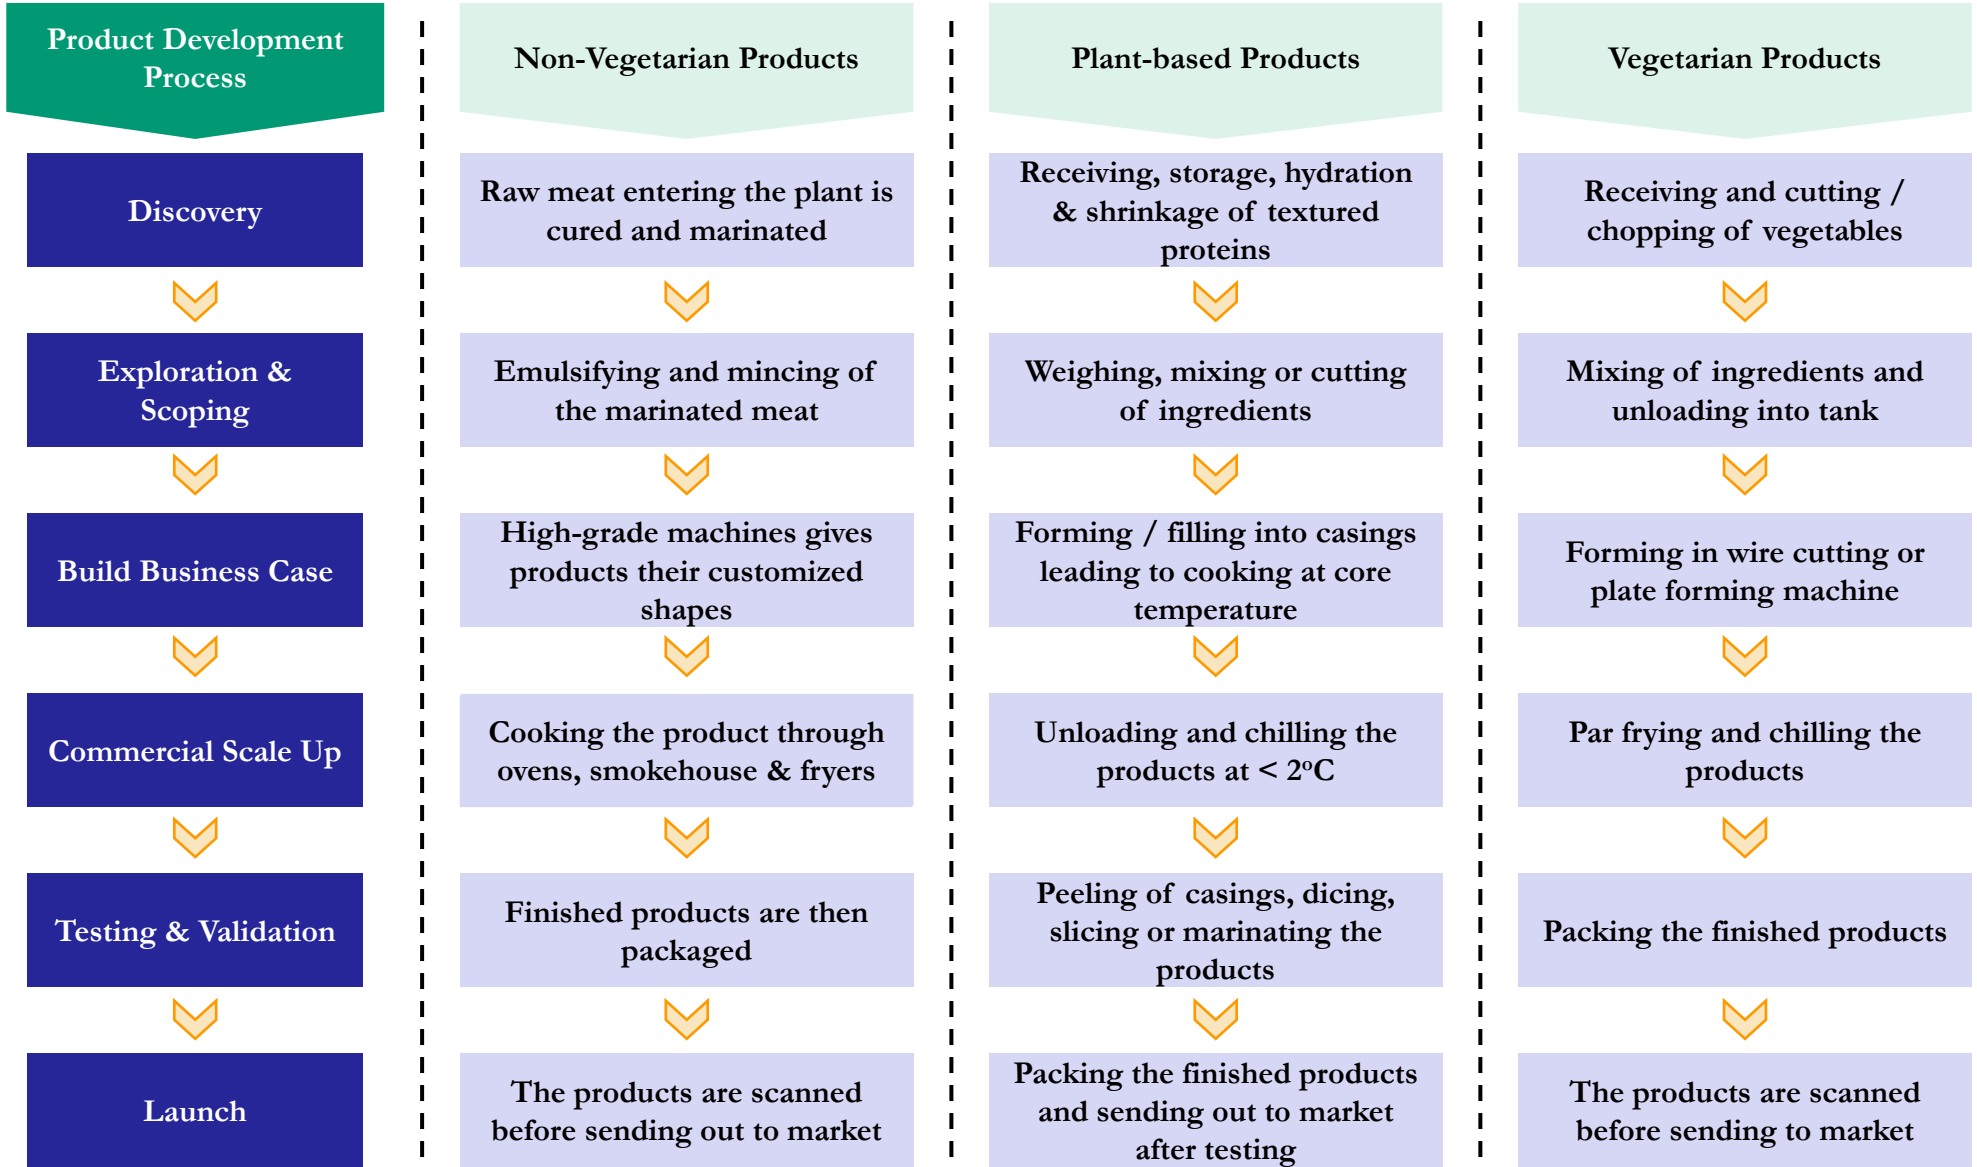 Product Development
Process
Non-Vegetarian Products
Plant-based Products
Vegetarian Products
Discovery
Raw meat entering the plant is
cured and marinated
Receiving, storage, hydration
& shrinkage of textured
proteins
Receiving and cutting /
chopping of vegetables
Exploration &
Scoping
Emulsifying and mincing of
the marinated meat
Weighing, mixing or cutting
of ingredients
Mixing of ingredients and
unloading into tank
Build Business Case
High-grade machines gives
products their customized
shapes
Forming / filling into casings
leading to cooking at core
temperature
Forming in wire cutting or
plate forming machine
Commercial Scale Up
Cooking the product through
ovens, smokehouse & fryers
Unloading and chilling the
products at < 2°C
Par frying and chilling the
products
Testing & Validation
Finished products are then
packaged
Peeling of casings, dicing,
slicing or marinating the
products
Packing the finished products
Launch
The products are scanned
before sending out to market
Packing the finished products
and sending out to market
after testing
The products are scanned
before sending to market